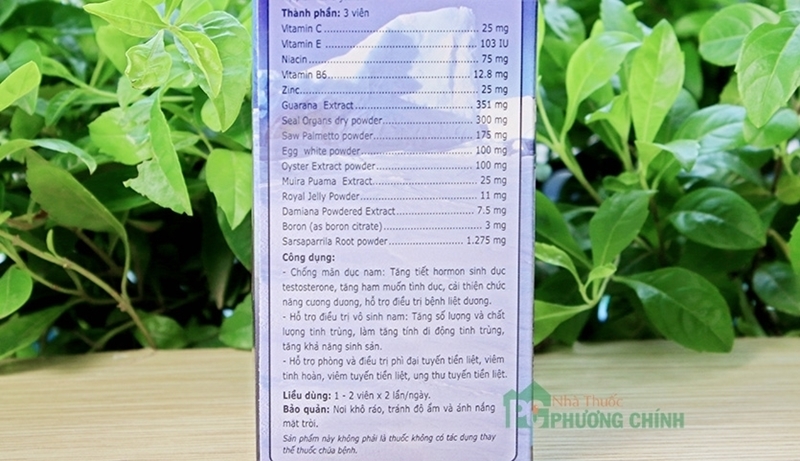 Thành phần: 3 viên
Vitamin C 25 mg
Vitamin E 103 IU
Niacin 75 mg
Vitamin B6 12.8 mg
Zinc 25 mg
Guarana Extract 351 mg
Seal Organs dry powder 300 mg
Saw Palmetto powder 175 mg
Egg white powder 100 mg
Oyster Extract powder 100 mg
Muira Puama Extract 25 mg
Royal Jelly Powder 11 mg
Damiana Powdered Extract 7.5 mg
Boron (as boron citrate) 3 mg
Sarsaparrila Root powder 1.275 mg
Công dụng:
- Chống mãn dục nam: Tăng tiết hormon sinh dục
testosterone, tăng ham muốn tình dục, cải thiện chức
năng cương dương, hỗ trợ điều trị bệnh liệt dương.
- Hỗ trợ điều trị vô sinh nam: Tăng số lượng và chất
lượng tinh trùng, làm tăng tính di động tinh trùng,
tăng khả năng sinh sản.
- Hỗ trợ phòng và điều trị phì đại tuyến tiền liệt, viêm
tinh hoàn, viêm tuyến tiền liệt, ung thư tuyến tiền liệt.
Liều dùng: 1 - 2 viên x 2 lần/ngày.
Bảo quản: Nơi khô ráo, tránh độ ẩm và ánh nắng
mặt trời.
Sản phẩm này không phải là thuốc không có tác dụng thay
thế thuốc chữa bệnh.
Nhà Thuốc
PHƯƠNG CHÍNH